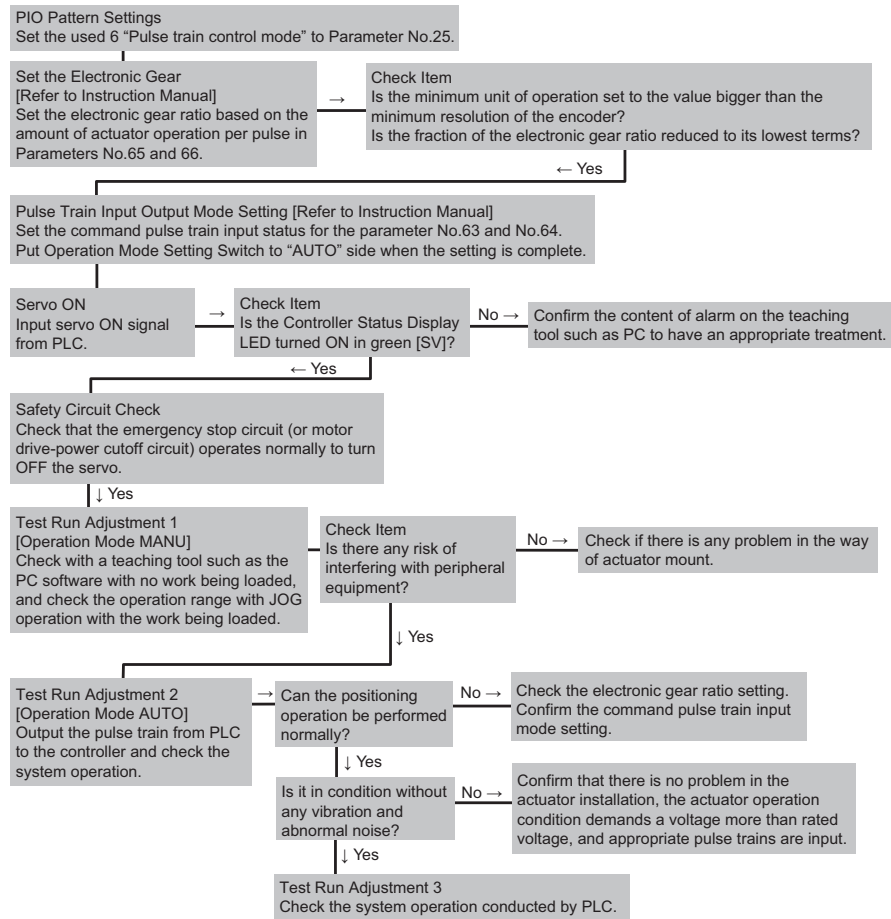 PIO Pattern Settings
Set the used 6 “Pulse train control mode” to Parameter No.25.
Set the Electronic Gear
[Refer to Instruction Manual]
Set the electronic gear ratio based on the
amount of actuator operation per pulse in
Parameters No.65 and 66.
→
Check Item
Is the minimum unit of operation set to the value bigger than the
minimum resolution of the encoder?
Is the fraction of the electronic gear ratio reduced to its lowest terms?
← Yes
Pulse Train Input Output Mode Setting [Refer to Instruction Manual]
Set the command pulse train input status for the parameter No.63 and No.64.
Put Operation Mode Setting Switch to “AUTO” side when the setting is complete.
Servo ON
Input servo ON signal
from PLC.
→
Check Item
Is the Controller Status Display
LED turned ON in green [SV]?
No →
Confirm the content of alarm on the teaching
tool such as PC to have an appropriate treatment.
← Yes
Safety Circuit Check
Check that the emergency stop circuit (or motor
drive-power cutoff circuit) operates normally to turn
OFF the servo.
↓ Yes
Test Run Adjustment 1
[Operation Mode MANU]
Check with a teaching tool such as the
PC software with no work being loaded,
and check the operation range with JOG
operation with the work being loaded.
Check Item
Is there any risk of
interfering with peripheral
equipment?
No →
Check if there is any problem in the way
of actuator mount.
↓ Yes
Test Run Adjustment 2
[Operation Mode AUTO]
Output the pulse train from PLC
to the controller and check the
system operation.
→
Can the positioning
operation be performed
normally?
No →
Check the electronic gear ratio setting.
Confirm the command pulse train input
mode setting.
↓ Yes
Is it in condition without
any vibration and
abnormal noise?
No →
Confirm that there is no problem in the
actuator installation, the actuator operation
condition demands a voltage more than rated
voltage, and appropriate pulse trains are input.
↓ Yes
Test Run Adjustment 3
Check the system operation conducted by PLC.